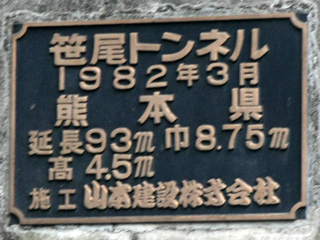 笹尾トンネル
1982年3月
熊本県
延長93m 巾8.75m
高 4.5m
施工 山本建設株式会社